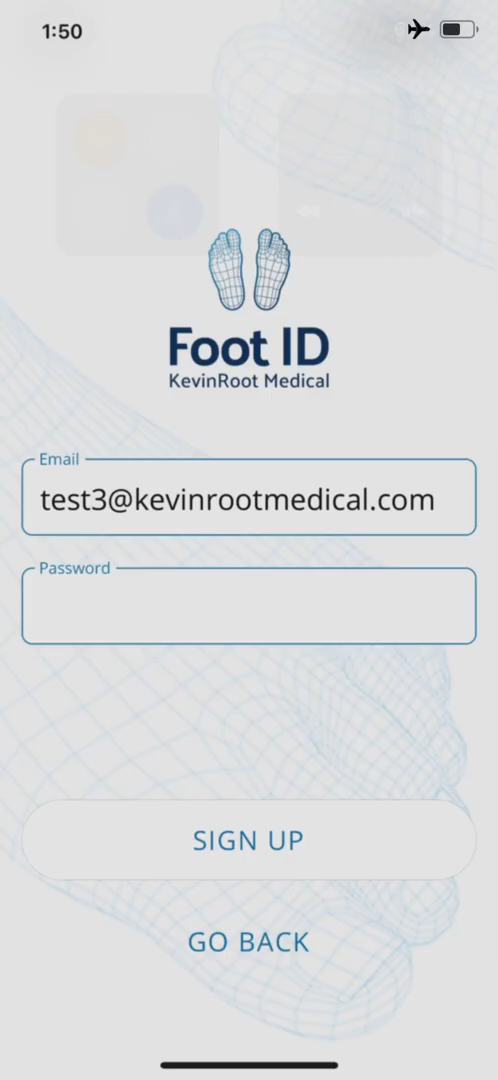 1:50
Foot ID
KevinRoot Medical
Email
test3@kevinrootmedical.com
Password
SIGN UP
GO BACK